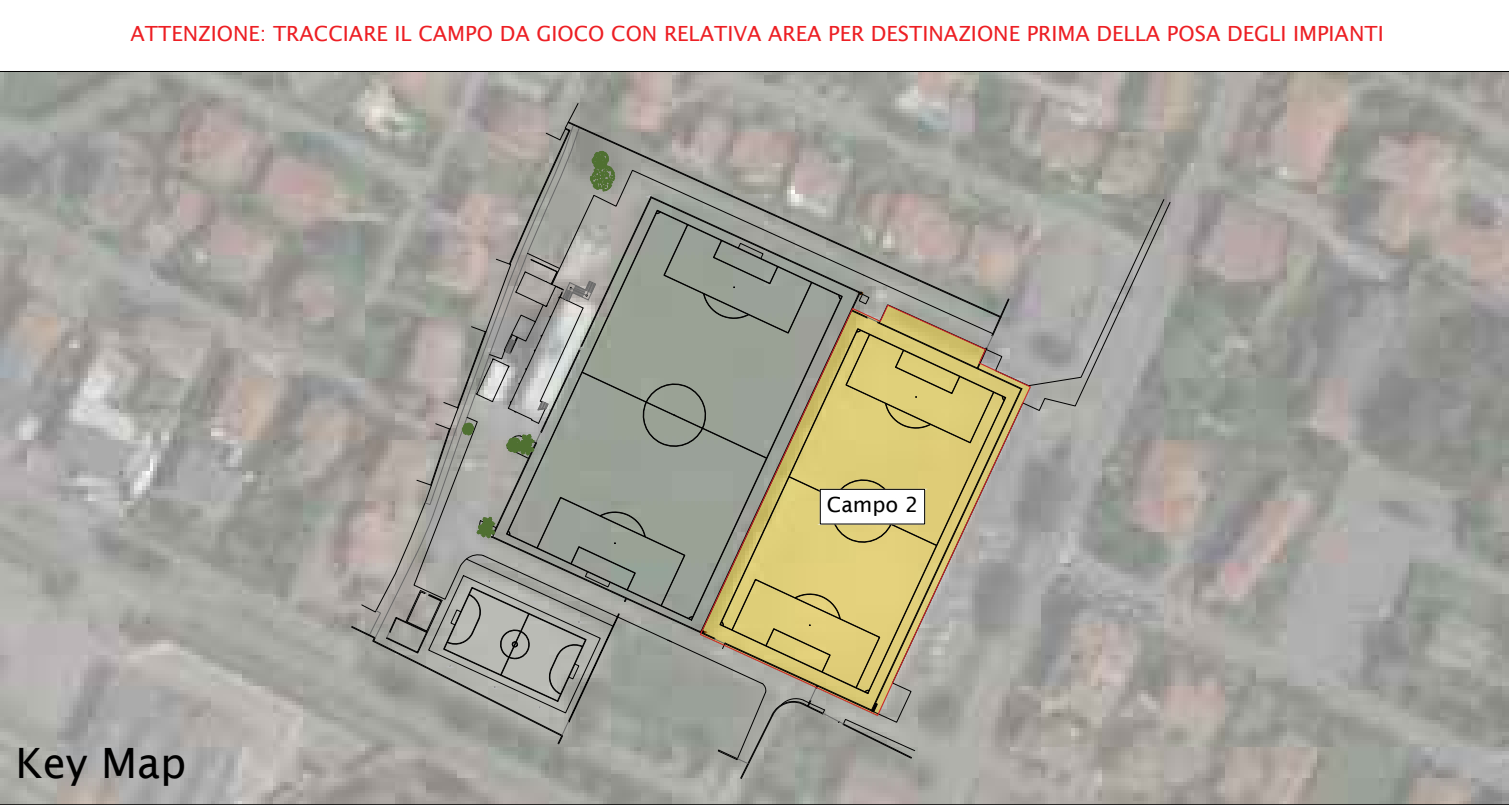 ATTENZIONE: TRACCIARE IL CAMPO DA GIOCO CON RELATIVA AREA PER DESTINAZIONE PRIMA DELLA POSA DEGLI IMPIANTI
Campo 2
Key Map